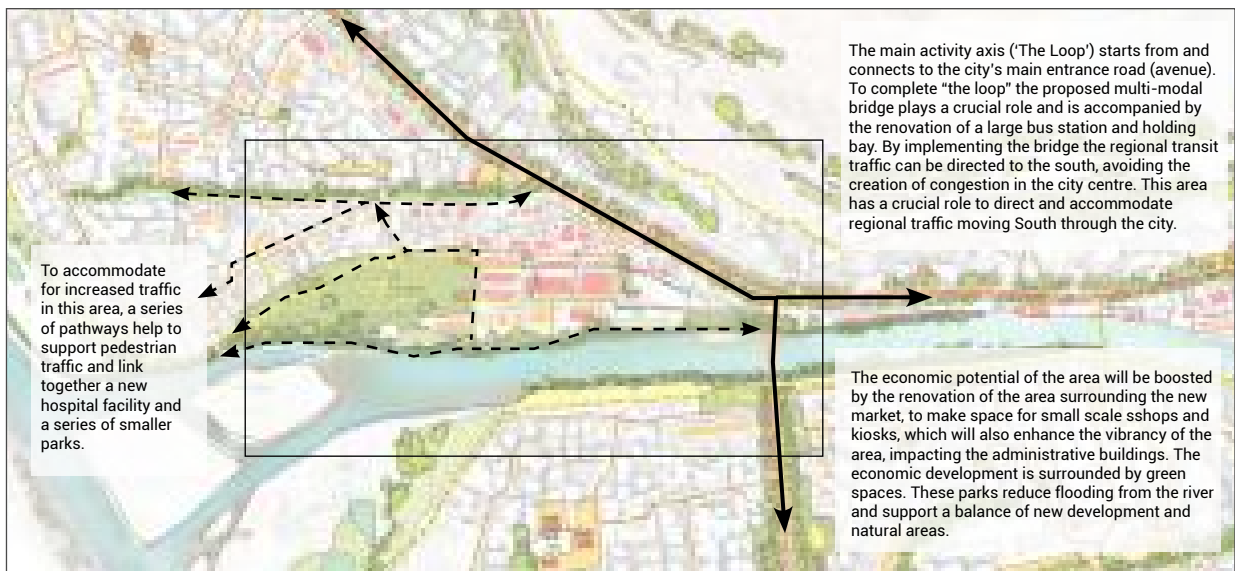 The main activity axis (‘The Loop’) starts from and
connects to the city’s main entrance road (avenue).
To complete “the loop” the proposed multi-modal
bridge plays a crucial role and is accompanied by
the renovation of a large bus station and holding
bay. By implementing the bridge the regional transit
traffic can be directed to the south, avoiding the
creation of congestion in the city centre. This area
has a crucial role to direct and accommodate
regional traffic moving South through the city.
To accommodate
for increased traffic
in this area, a series
of pathways help to
support pedestrian
traffic and link
together a new
hospital facility and
a series of smaller
parks.
The economic potential of the area will be boosted
by the renovation of the area surrounding the new
market, to make space for small scale sshops and
kiosks, which will also enhance the vibrancy of the
area, impacting the administrative buildings. The
economic development is surrounded by green
spaces. These parks reduce flooding from the river
and support a balance of new development and
natural areas.